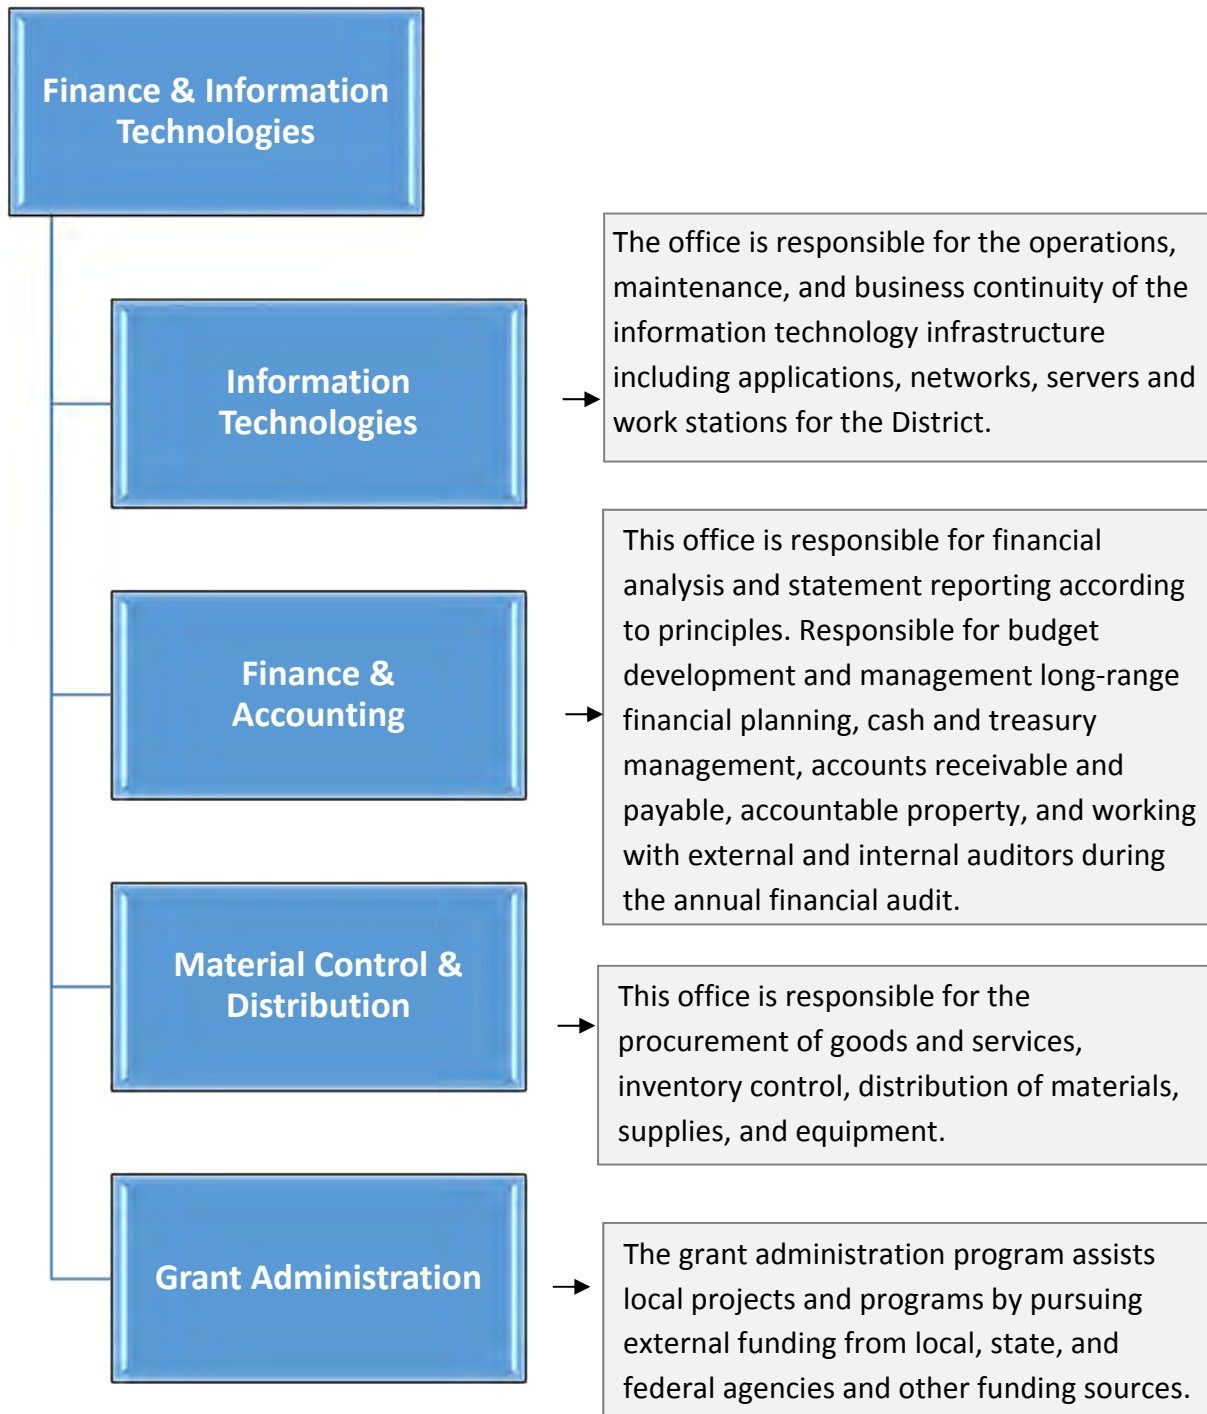 Finance & Information
Technologies
Information
Technologies
The office is responsible for the operations,
maintenance, and business continuity of the
information technology infrastructure
including applications, networks, servers and
work stations for the District.
Finance &
Accounting
This office is responsible for financial
analysis and statement reporting according
to principles. Responsible for budget
development and management long-range
financial planning, cash and treasury
management, accounts receivable and
payable, accountable property, and working
with external and internal auditors during
the annual financial audit.
Material Control &
Distribution
This office is responsible for the
procurement of goods and services,
inventory control, distribution of materials,
supplies, and equipment.
Grant Administration
The grant administration program assists
local projects and programs by pursuing
external funding from local, state, and
federal agencies and other funding sources.